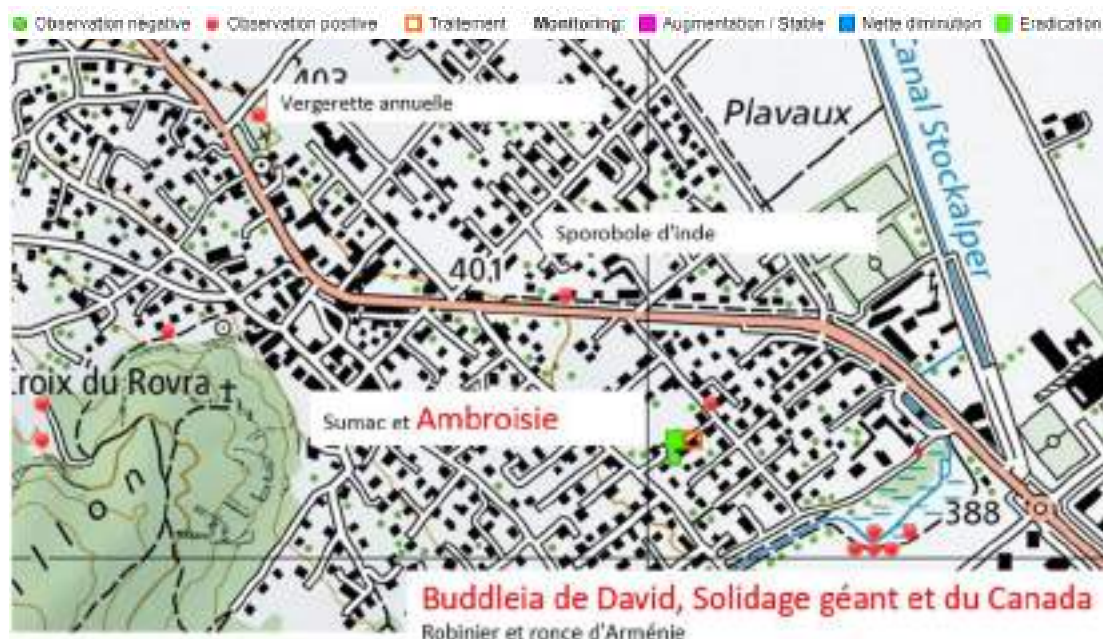 Observation négative Observation positive Traitement Monitoring: Augmentation / Stable Nette diminution Eradication
403
Vergerette annuelle
Plavaux
Canal Stockalper
Sporobole d'inde
401
Croix du Rovra
Sumac et Ambroisie
388
Buddleia de David, Solidage géant et du Canada
Robinier et ronce d'Arménie